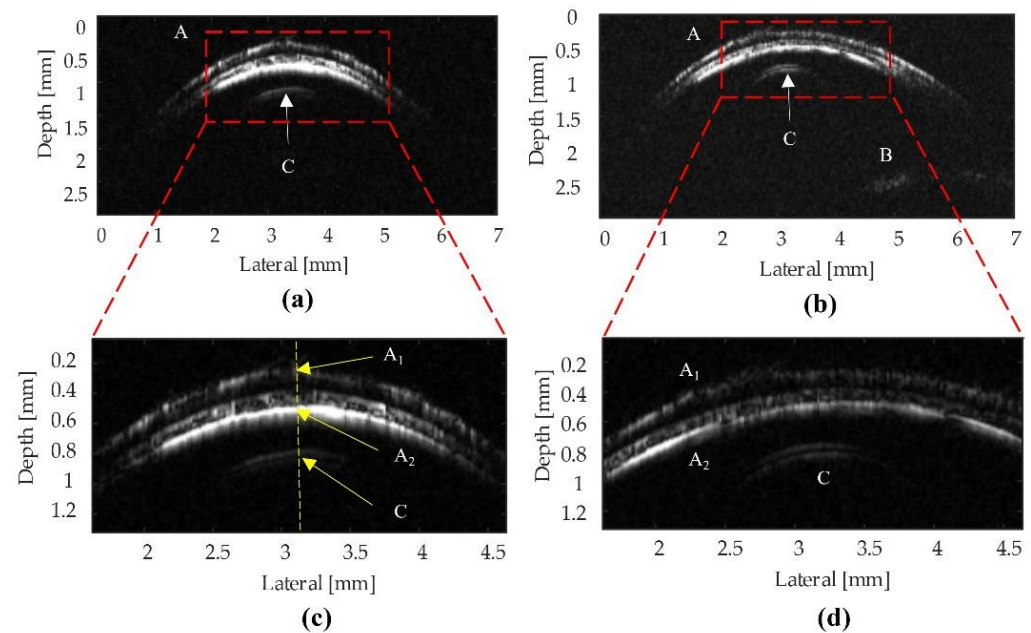 A
C
Depth [mm]
0
0.5
1
1.5
2
2.5
0 1 2 3 4 5 6 7
Lateral [mm]
(a)
A
C
B
Depth [mm]
0
0.5
1
1.5
2
2.5
0 1 2 3 4 5 6 7
Lateral [mm]
(b)
A₁
A₂
C
Depth [mm]
0.2
0.4
0.6
0.8
1
1.2
2 2.5 3 3.5 4 4.5
Lateral [mm]
(c)
A₁
A₂
C
Depth [mm]
0.2
0.4
0.6
0.8
1
1.2
2 2.5 3 3.5 4 4.5
Lateral [mm]
(d)